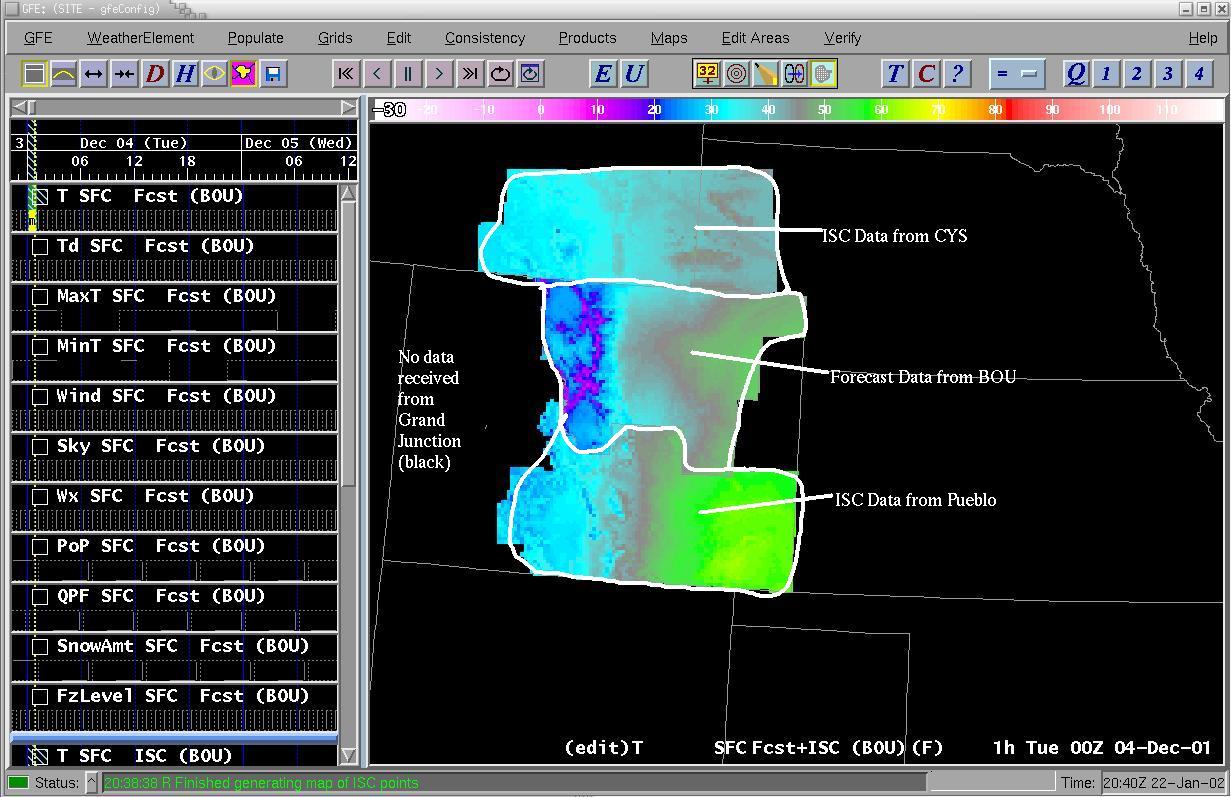 GFE: (SITE - gfeConfig)
GFE WeatherElement Populate Grids Edit Consistency Products Maps Edit Areas Verify Help
D H E U 32 T C ? = Q 1 2 3 4
-30 -20 -10 0 10 20 30 40 50 60 70 80 90 100 110
3 Dec 04 (Tue) Dec 05 (Wed)
06 12 18 06 12
T SFC Fcst (BOU)
Td SFC Fcst (BOU)
MaxT SFC Fcst (BOU)
MinT SFC Fcst (BOU)
Wind SFC Fcst (BOU)
Sky SFC Fcst (BOU)
Wx SFC Fcst (BOU)
PoP SFC Fcst (BOU)
QPF SFC Fcst (BOU)
SnowAmt SFC Fcst (BOU)
FzLevel SFC Fcst (BOU)
T SFC ISC (BOU)
ISC Data from CYS
Forecast Data from BOU
No data
received
from
Grand
Junction
(black)
ISC Data from Pueblo
(edit)T SFC Fcst+ISC (BOU) (F) 1h Tue 00Z 04-Dec-01
Status: 20:38:38 R Finished generating map of ISC points Time: 20:40Z 22-Jan-02